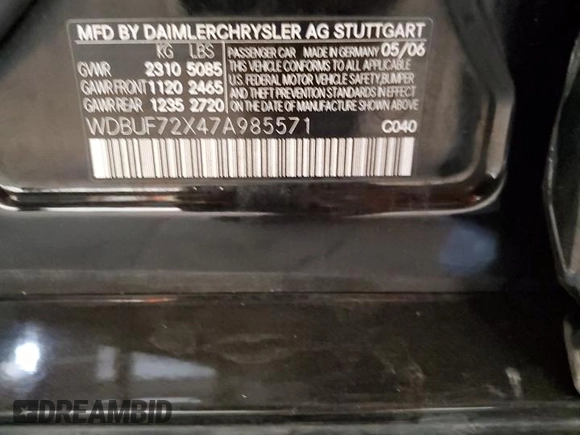 MFD BY DAIMLERCHRYSLER AG STUTTGART
KG LBS PASSENGER CAR MADE IN GERMANY 05/06
GVWR 2310 5085 THIS VEHICLE CONFORMS TO ALL APPLICABLE
GAWR FRONT 1120 2465 U.S. FEDERAL MOTOR VEHICLE SAFETY,BUMPER
GAWR REAR 1235 2720 AND THEFT PREVENTION STANDARDS IN EFFECT
ON THE DATE OF MANUFACTURE SHOWN ABOVE.
WDBUF72X47A985571 C040
DREAMBID